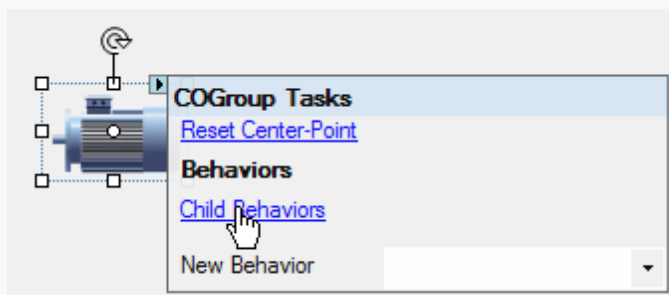 COGroup Tasks
Reset Center-Point
Behaviors
Child Behaviors
New Behavior